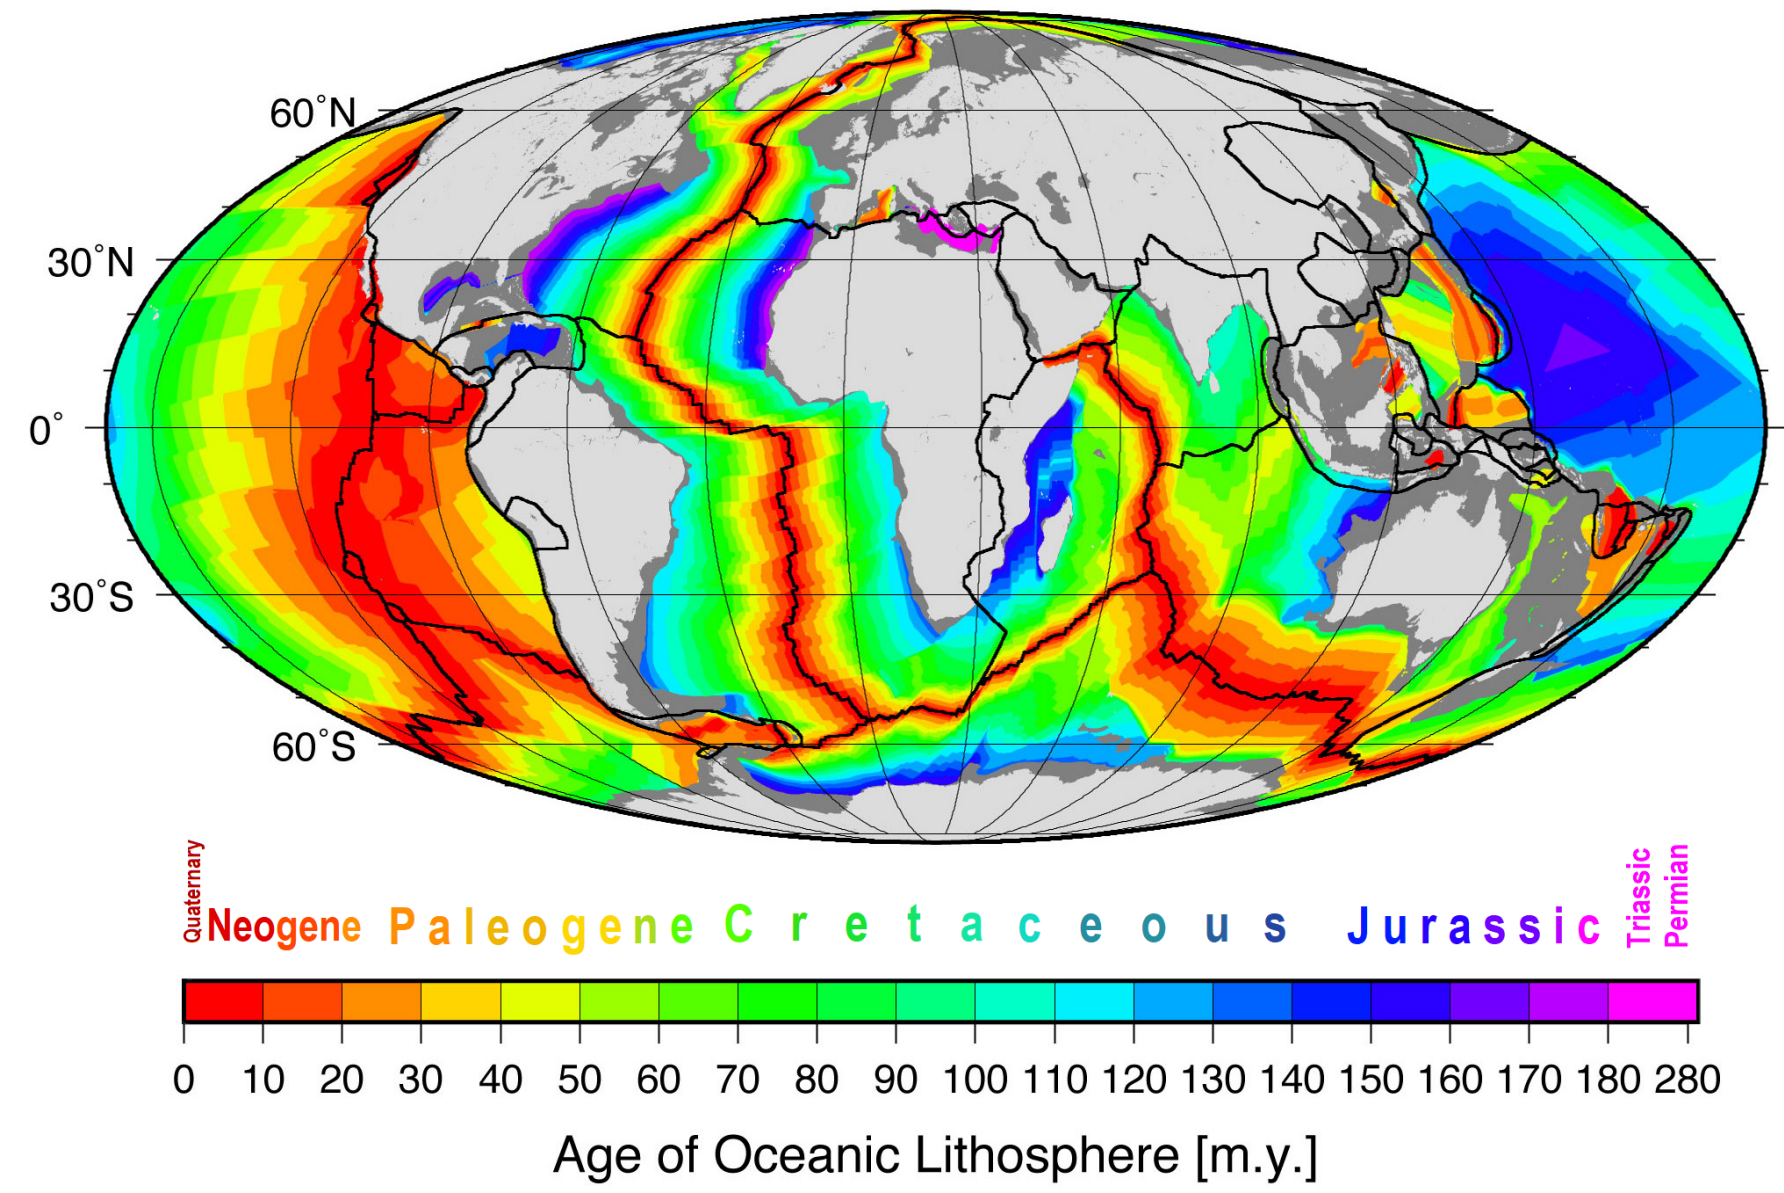 60°N
30°N
0°
30°S
60°S
Quaternary Neogene Paleogene Cretaceous Jurassic Triassic Permian
0 10 20 30 40 50 60 70 80 90 100 110 120 130 140 150 160 180 280
Age of Oceanic Lithosphere [m.y.]